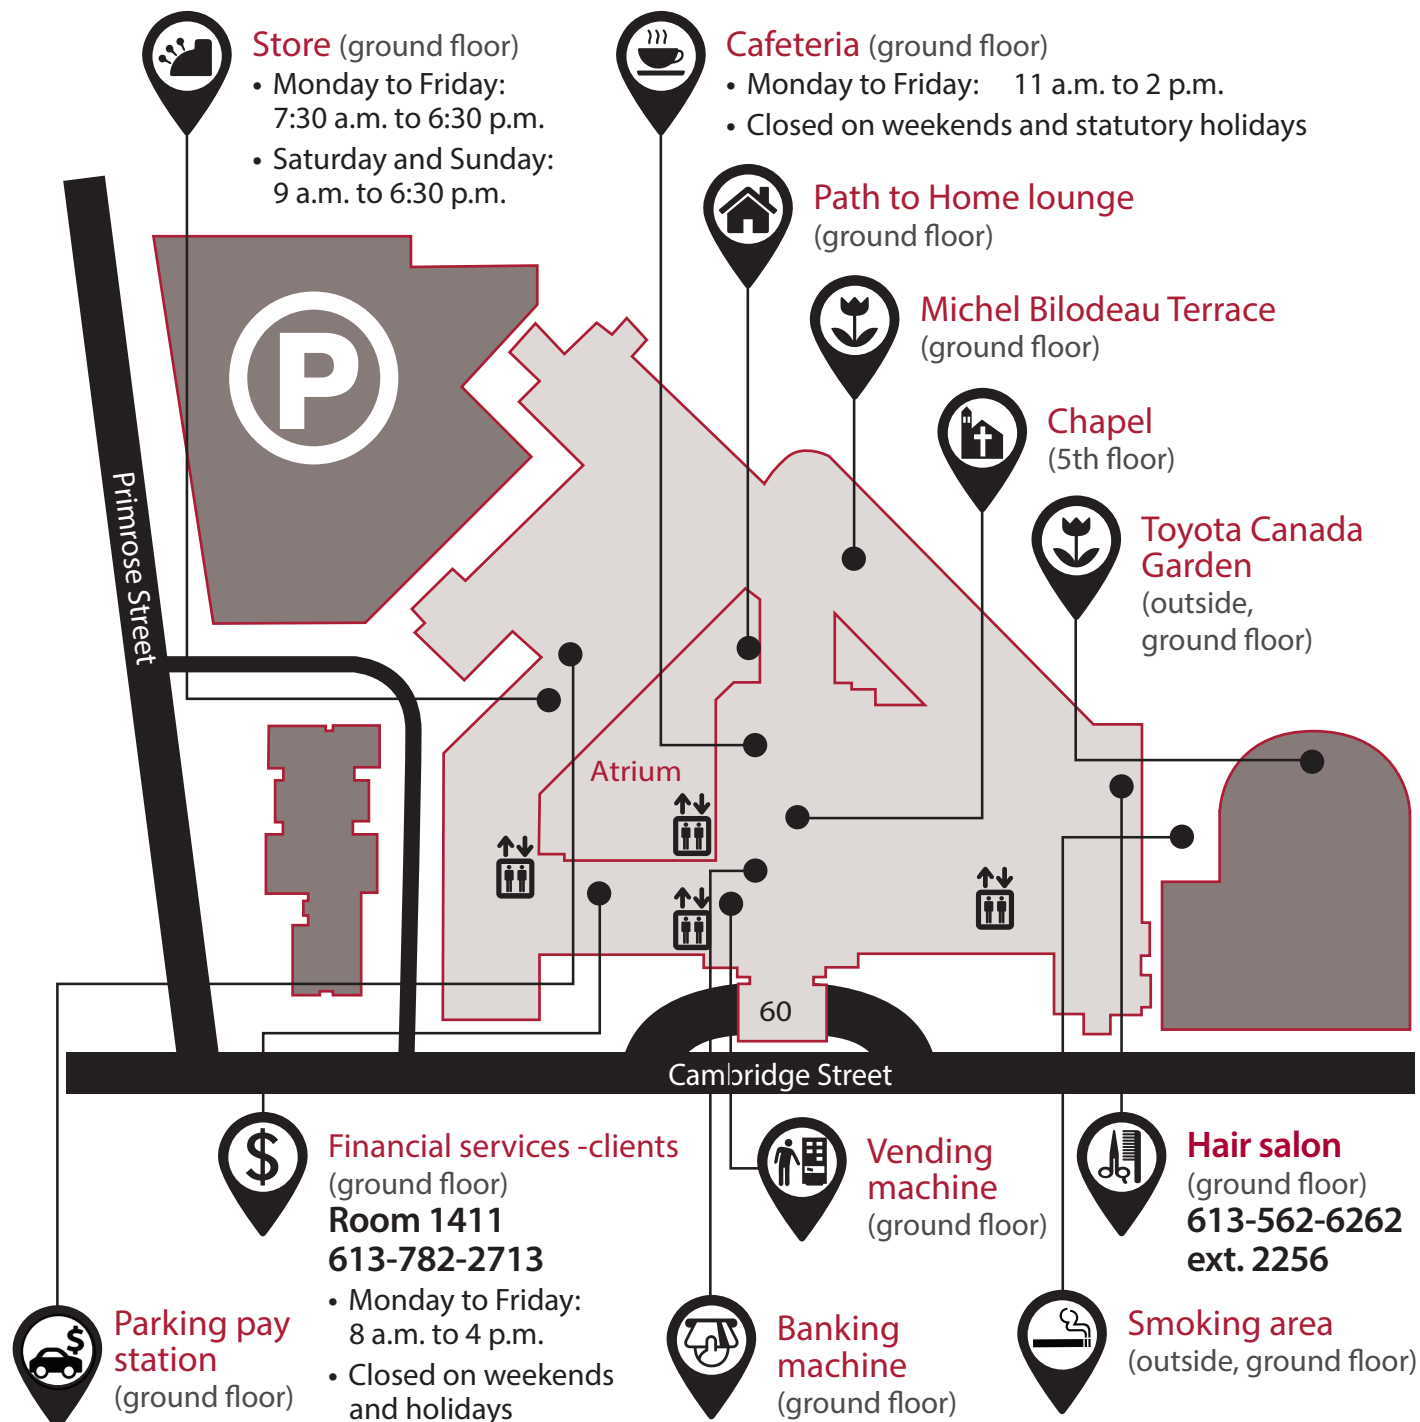 Store (ground floor)
• Monday to Friday:
7:30 a.m. to 6:30 p.m.
• Saturday and Sunday:
9 a.m. to 6:30 p.m.
Cafeteria (ground floor)
• Monday to Friday: 11 a.m. to 2 p.m.
• Closed on weekends and statutory holidays
Path to Home lounge
(ground floor)
Michel Bilodeau Terrace
(ground floor)
Chapel
(5th floor)
Toyota Canada
Garden
(outside,
ground floor)
P
Primrose Street
Atrium
60
Cambridge Street
$
Financial services -clients
(ground floor)
Room 1411
613-782-2713
• Monday to Friday:
8 a.m. to 4 p.m.
• Closed on weekends
and holidays
Vending
machine
(ground floor)
Hair salon
(ground floor)
613-562-6262
ext. 2256
$
Parking pay
station
(ground floor)
Banking
machine
(ground floor)
Smoking area
(outside, ground floor)